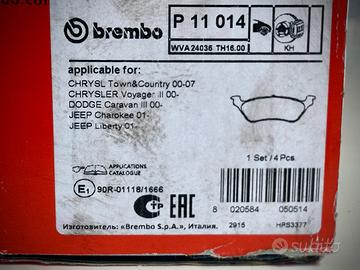 brembo
P 11 014
WVA 24036 TH16.00
KH
applicable for:
CHRYSL Town&Country 00-07
CHRYSLER Voyager III 00-
DODGE Caravan III 00-
JEEP Charokee 01-
JEEP Liberty 01-
1 Set / 4 Pcs.
APPLICATIONS
CATALOGUE
E1
90R-01118/1666
EAC
8 020584 050514
Изготовитель: «Brembo S.p.A.», Италия.
2915
HPS3377
subito